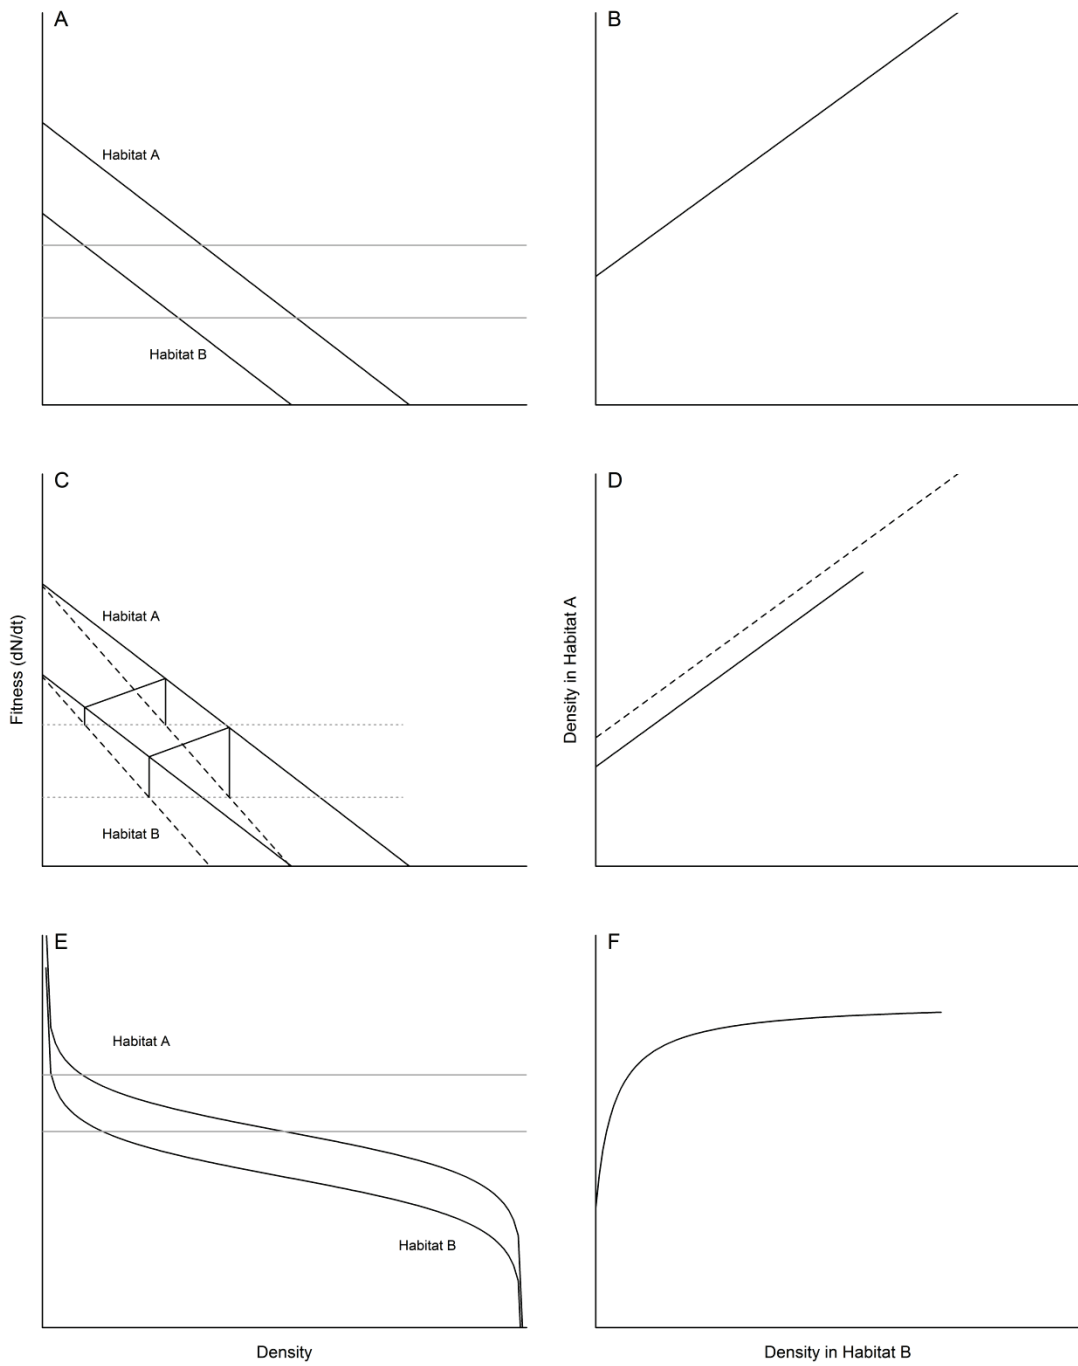 A
B
Habitat A
Habitat B
C
D
Habitat A
Habitat B
Fitness (dN/dt)
Density in Habitat A
E
F
Habitat A
Habitat B
Density
Density in Habitat B